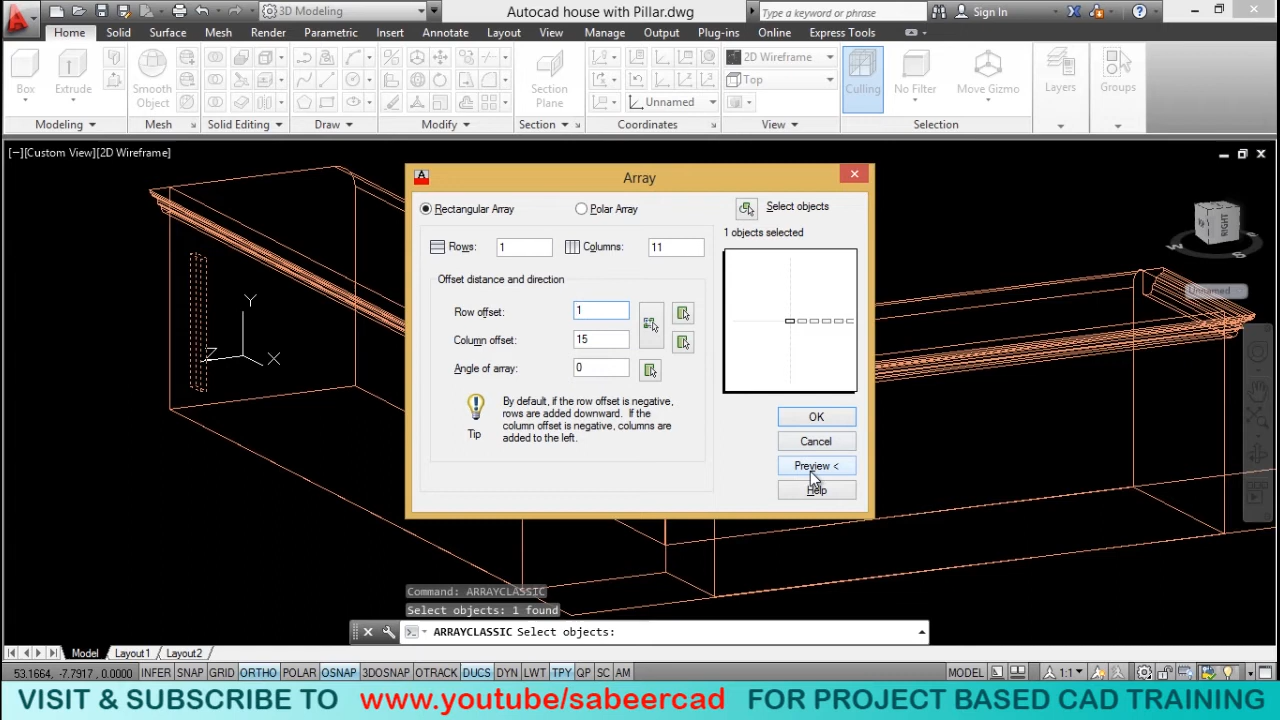 3D Modeling
Autocad house with Pillar.dwg
Type a keyword or phrase
Sign In
Home Solid Surface Mesh Render Parametric Insert Annotate Layout View Manage Output Plug-ins Online Express Tools
Box
Extrude
Smooth Object
Section Plane
Unnamed
2D Wireframe
Top
Culling
No Filter
Move Gizmo
Layers
Groups
Modeling Mesh Solid Editing Draw Modify Section Coordinates View Selection
[−][Custom View][2D Wireframe]
Array
Rectangular Array
Polar Array
Select objects
1 objects selected
Rows: 1
Columns: 11
Offset distance and direction
Row offset: 1
Column offset: 15
Angle of array: 0
Tip
By default, if the row offset is negative,
rows are added downward. If the
column offset is negative, columns are
added to the left.
OK
Cancel
Preview <
Help
Y
Z
X
RIGHT
W
S
Unnamed
Command: ARRAYCLASSIC
Select objects: 1 found
ARRAYCLASSIC Select objects:
Model Layout1 Layout2
53.1664, -7.7917, 0.0000 INFER SNAP GRID ORTHO POLAR OSNAP 3DOSNAP OTRACK DUCS DYN LWT TPY QP SC AM MODEL 1:1
VISIT & SUBSCRIBE TO www.youtube/sabeercad FOR PROJECT BASED CAD TRAINING